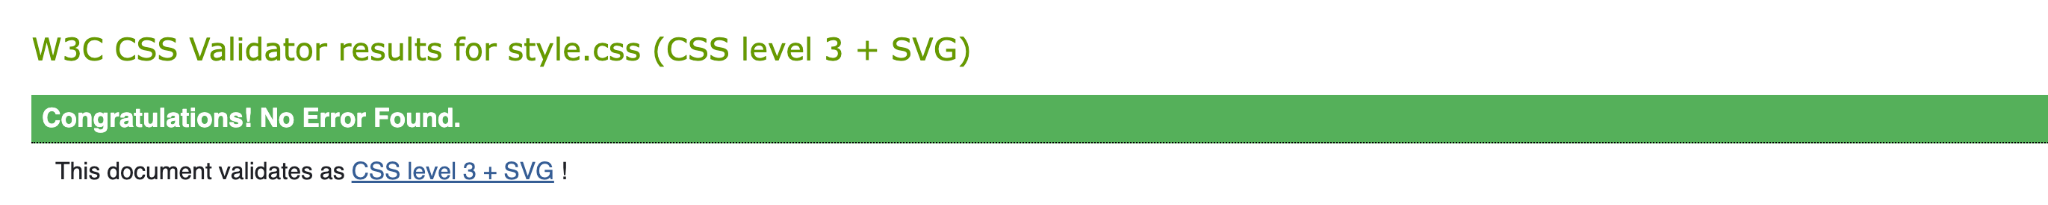 W3C CSS Validator results for style.css (CSS level 3 + SVG)
Congratulations! No Error Found.
This document validates as CSS level 3 + SVG !